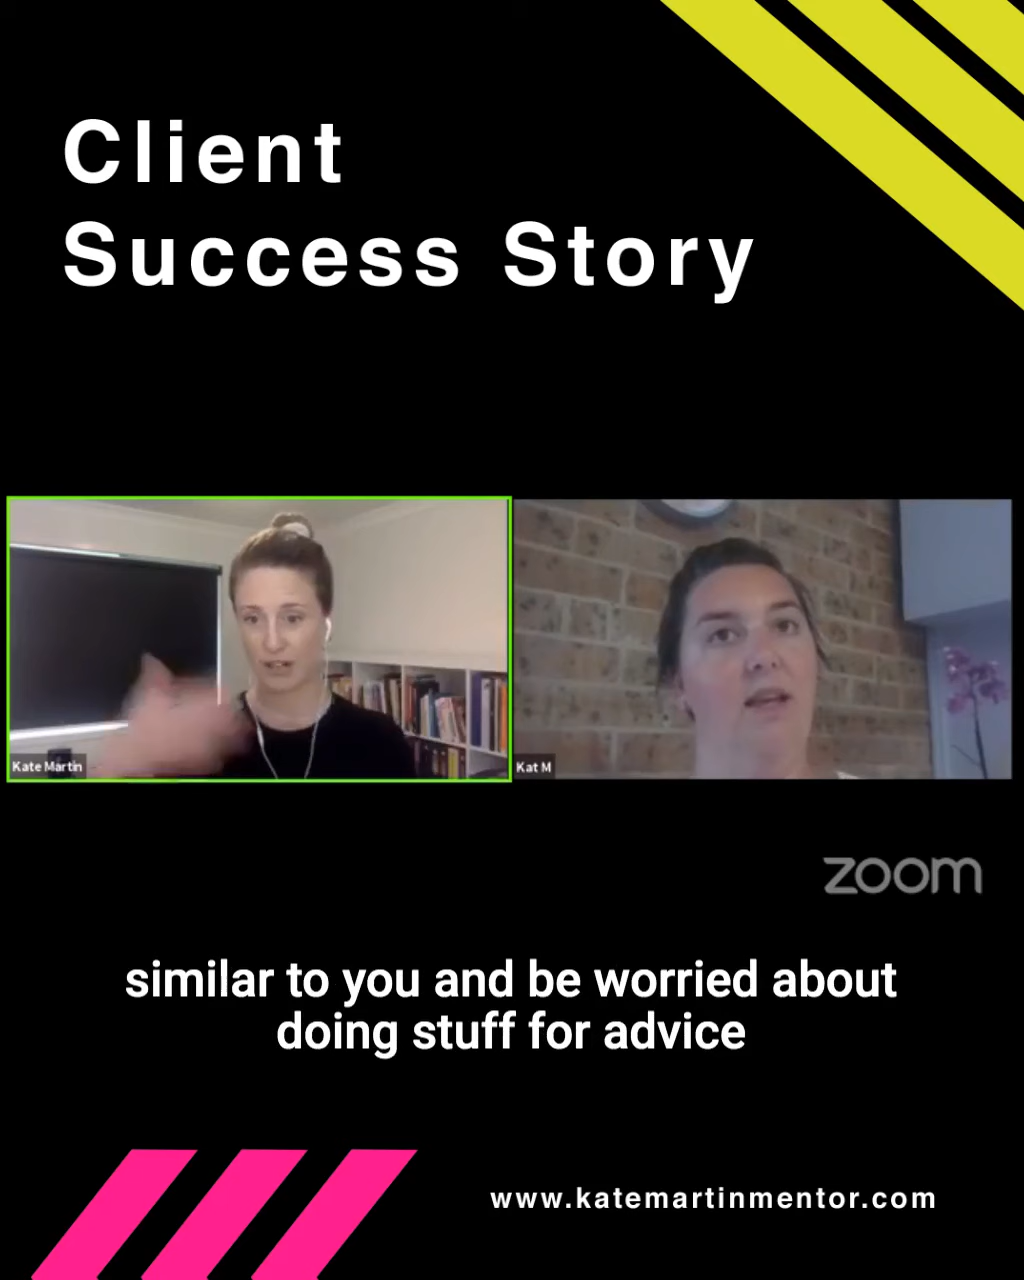 Client
Success Story
Kate Martin
Kat M
zoom
similar to you and be worried about
doing stuff for advice
www.katemartinmentor.com